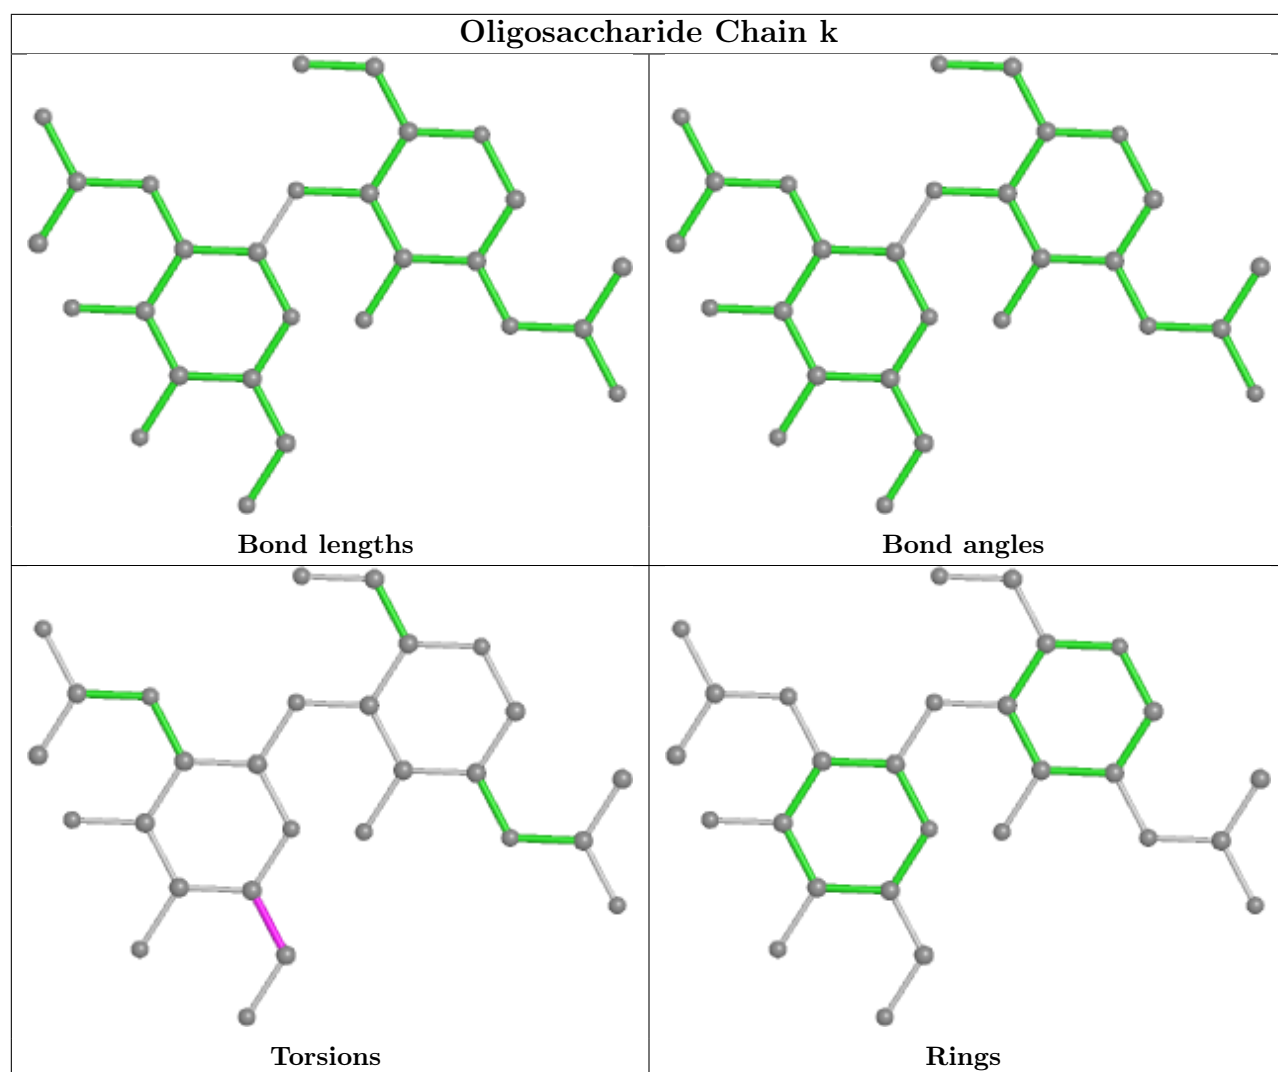 Oligosaccharide Chain k
Bond lengths
Bond angles
Torsions
Rings